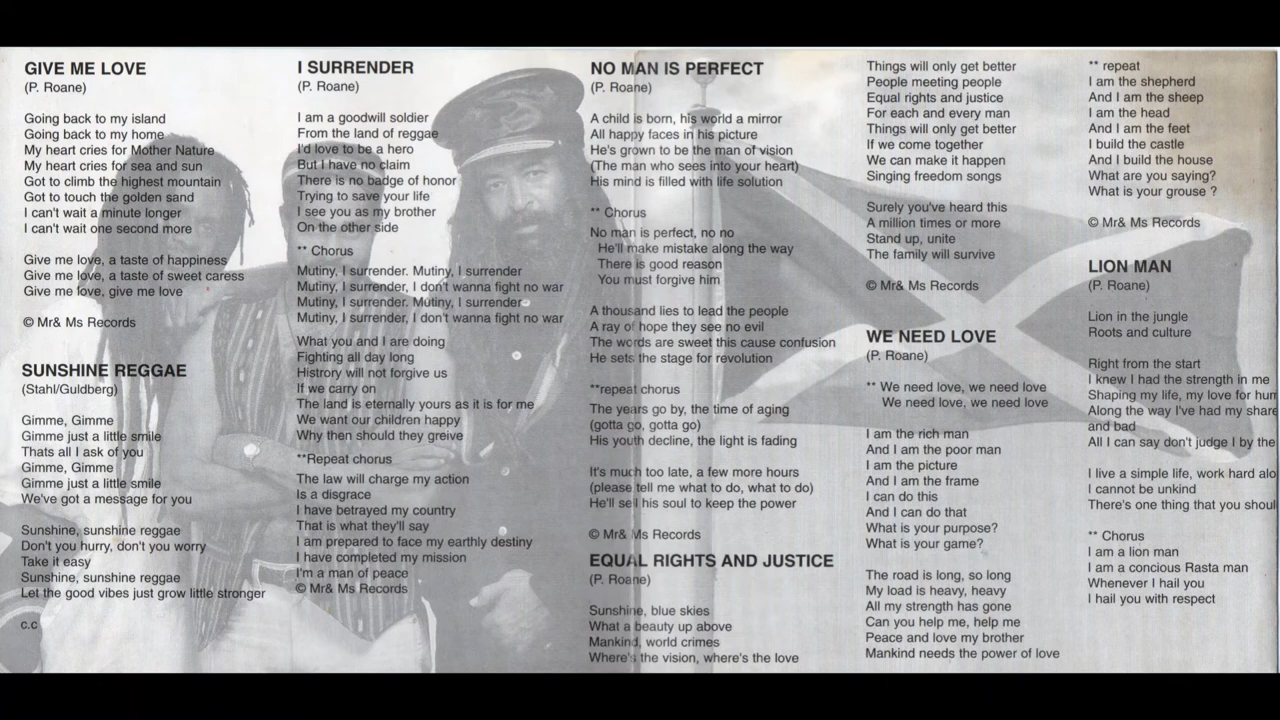 GIVE ME LOVE
(P. Roane)
Going back to my island
Going back to my home
My heart cries for Mother Nature
My heart cries for sea and sun
Got to climb the highest mountain
Got to touch the golden sand
I can't wait a minute longer
I can't wait one second more
Give me love, a taste of happiness
Give me love, a taste of sweet caress
Give me love, give me love
© Mr& Ms Records
SUNSHINE REGGAE
(Stahl/Guldberg)
Gimme, Gimme
Gimme just a little smile
Thats all I ask of you
Gimme, Gimme
Gimme just a little smile
We've got a message for you
Sunshine, sunshine reggae
Don't you hurry, don't you worry
Take it easy
Sunshine, sunshine reggae
Let the good vibes just grow little stronger
c.c
I SURRENDER
(P. Roane)
I am a goodwill soldier
From the land of reggae
I'd love to be a hero
But I have no claim
There is no badge of honor
Trying to save your life
I see you as my brother
On the other side
** Chorus
Mutiny, I surrender. Mutiny, I surrender
Mutiny, I surrender, I don't wanna fight no war
Mutiny, I surrender. Mutiny, I surrender
Mutiny, I surrender, I don't wanna fight no war
What you and I are doing
Fighting all day long
Histrory will not forgive us
If we carry on
The land is eternally yours as it is for me
We want our children happy
Why then should they greive
**Repeat chorus
The law will charge my action
Is a disgrace
I have betrayed my country
That is what they'll say
I am prepared to face my earthly destiny
I have completed my mission
I'm a man of peace
© Mr& Ms Records
NO MAN IS PERFECT
(P. Roane)
A child is born, his world a mirror
All happy faces in his picture
He's grown to be the man of vision
(The man who sees into your heart)
His mind is filled with life solution
** Chorus
No man is perfect, no no
He'll make mistake along the way
There is good reason
You must forgive him
A thousand lies to lead the people
A ray of hope they see no evil
The words are sweet this cause confusion
He sets the stage for revolution
**repeat chorus
The years go by, the time of aging
(gotta go, gotta go)
His youth decline, the light is fading
It's much too late, a few more hours
(please tell me what to do, what to do)
He'll sell his soul to keep the power
© Mr& Ms Records
EQUAL RIGHTS AND JUSTICE
(P. Roane)
Sunshine, blue skies
What a beauty up above
Mankind, world crimes
Where's the vision, where's the love
Things will only get better
People meeting people
Equal rights and justice
For each and every man
Things will only get better
If we come together
We can make it happen
Singing freedom songs
Surely you've heard this
A million times or more
Stand up, unite
The family will survive
© Mr& Ms Records
WE NEED LOVE
(P. Roane)
** We need love, we need love
We need love, we need love
I am the rich man
And I am the poor man
I am the picture
And I am the frame
I can do this
And I can do that
What is your purpose?
What is your game?
The road is long, so long
My load is heavy, heavy
All my strength has gone
Can you help me, help me
Peace and love my brother
Mankind needs the power of love
** repeat
I am the shepherd
And I am the sheep
I am the head
And I am the feet
I build the castle
And I build the house
What are you saying?
What is your grouse ?
© Mr& Ms Records
LION MAN
(P. Roane)
Lion in the jungle
Roots and culture
Right from the start
I knew I had the strength in me
Shaping my life, my love for
Along the way I've had my share
and bad
All I can say don't judge I by the
I live a simple life, work hard
I cannot be unkind
There's one thing that you
** Chorus
I am a lion man
I am a concious Rasta man
Whenever I hail you
I hail you with respect